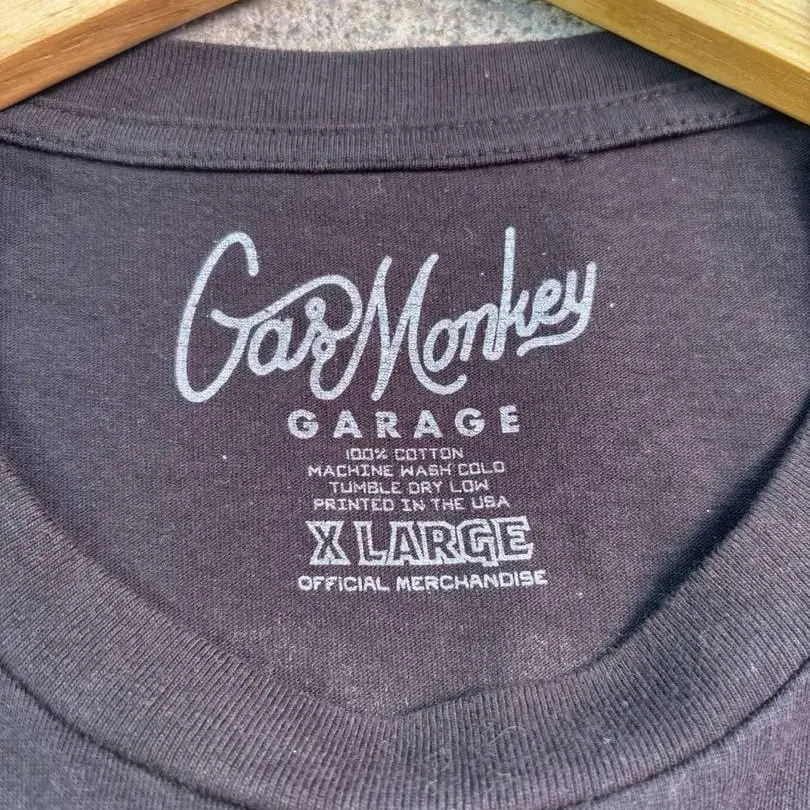 Gas Monkey
GARAGE
100% COTTON
MACHINE WASH COLD
TUMBLE DRY LOW
PRINTED IN THE USA
X LARGE
OFFICIAL MERCHANDISE